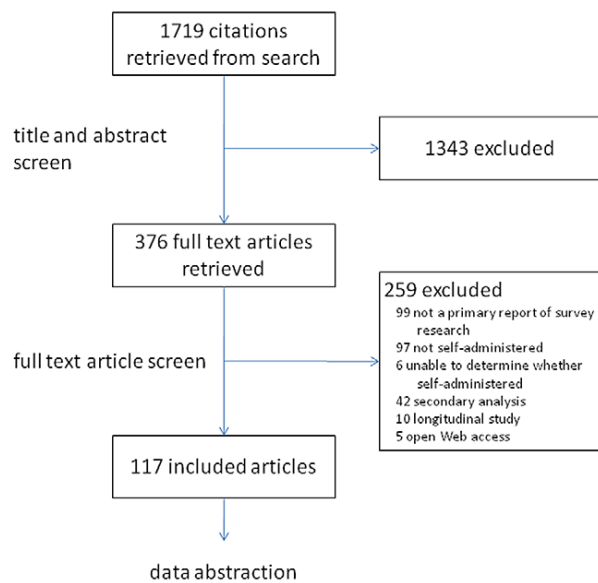 1719 citations
retrieved from search
title and abstract
screen
1343 excluded
376 full text articles
retrieved
259 excluded
99 not a primary report of survey
research
97 not self-administered
6 unable to determine whether
self-administered
42 secondary analysis
10 longitudinal study
5 open Web access
full text article screen
117 included articles
data abstraction